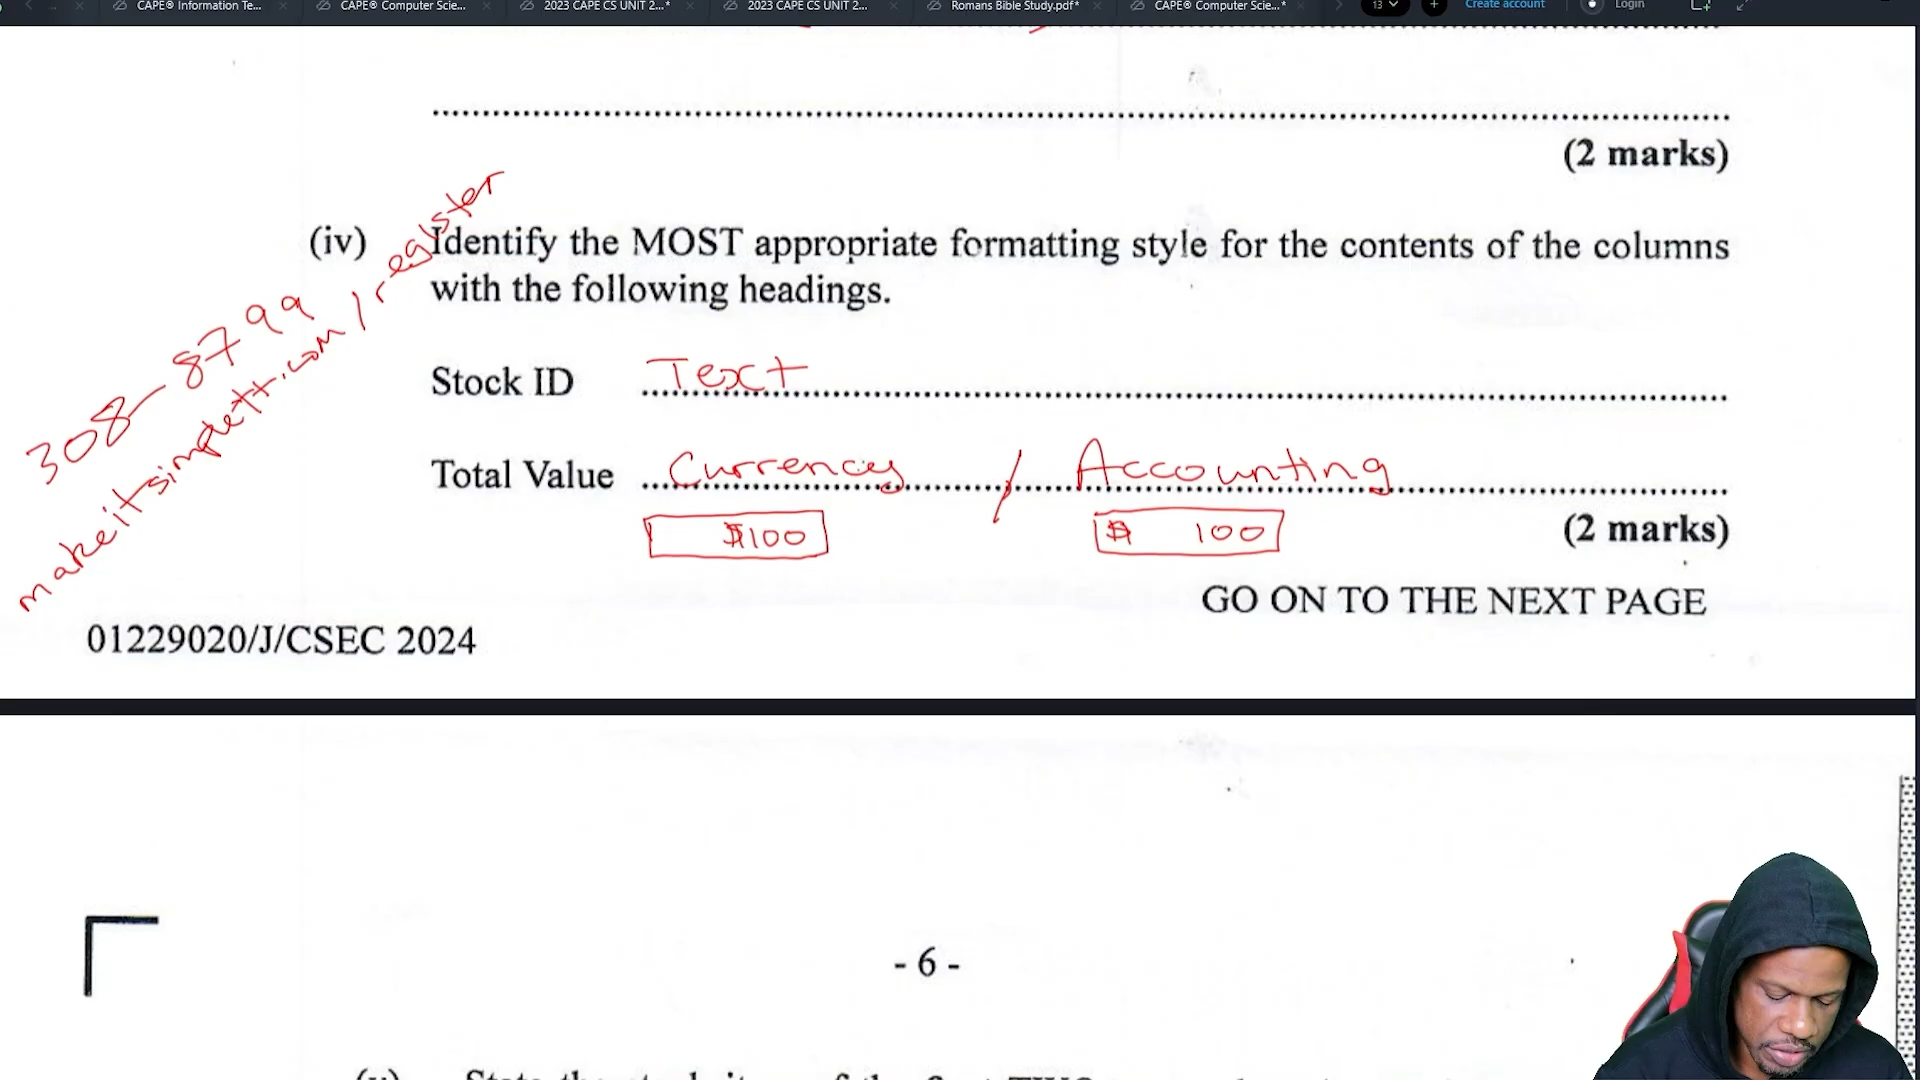 CAPE® Information Te... CAPE® Computer Scie... 2023 CAPE CS UNIT 2...* 2023 CAPE CS UNIT 2... Romans Bible Study.pdf* CAPE® Computer Scie...* 13 Create account Login
(2 marks)
(iv) Identify the MOST appropriate formatting style for the contents of the columns
with the following headings.
308-8799
makeitsimplett.com/register
Stock ID Text
Total Value Currency / Accounting
$100 $ 100 (2 marks)
GO ON TO THE NEXT PAGE
01229020/J/CSEC 2024
- 6 -